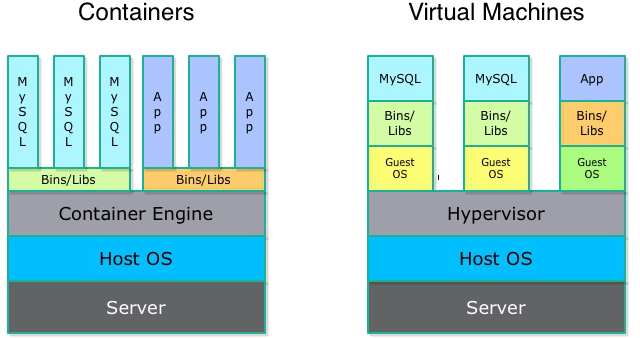 Containers
MySQL
MySQL
MySQL
App
App
App
Bins/Libs
Bins/Libs
Container Engine
Host OS
Server
Virtual Machines
MySQL
MySQL
App
Bins/
Libs
Bins/
Libs
Bins/
Libs
Guest
OS
Guest
OS
Guest
OS
Hypervisor
Host OS
Server